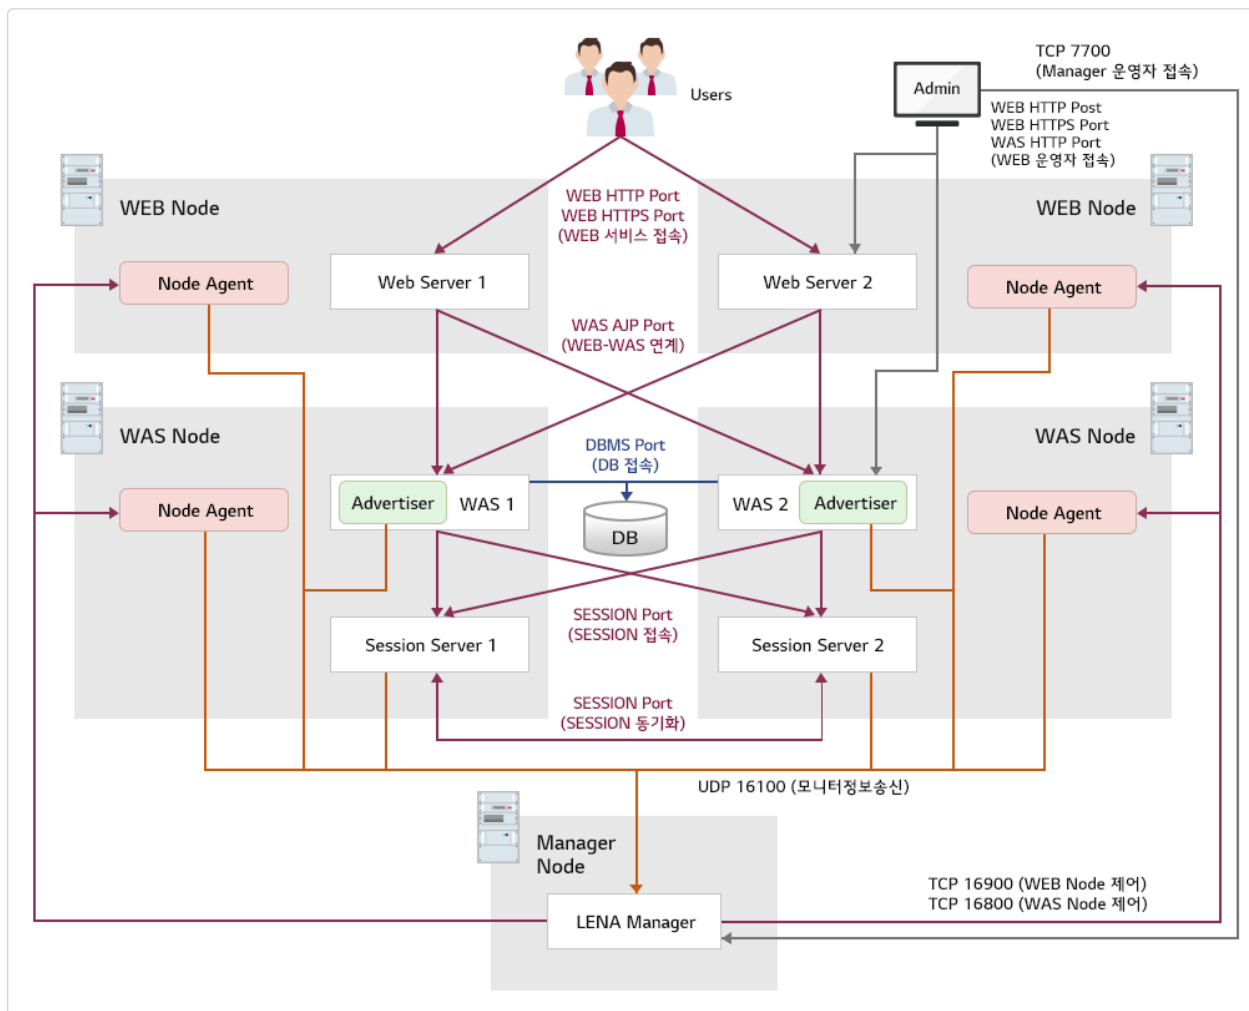 TCP 7700
(Manager 운영자 접속)
Admin
Users
WEB HTTP Post
WEB HTTPS Port
WAS HTTP Port
(WEB 운영자 접속)
WEB Node
WEB HTTP Port
WEB HTTPS Port
(WEB 서비스 접속)
WEB Node
Node Agent
Web Server 1
Web Server 2
Node Agent
WAS AJP Port
(WEB-WAS 연계)
WAS Node
WAS Node
DBMS Port
(DB 접속)
Node Agent
Advertiser
WAS 1
DB
WAS 2
Advertiser
Node Agent
SESSION Port
(SESSION 접속)
Session Server 1
Session Server 2
SESSION Port
(SESSION 동기화)
UDP 16100 (모니터정보송신)
Manager
Node
TCP 16900 (WEB Node 제어)
TCP 16800 (WAS Node 제어)
LENA Manager